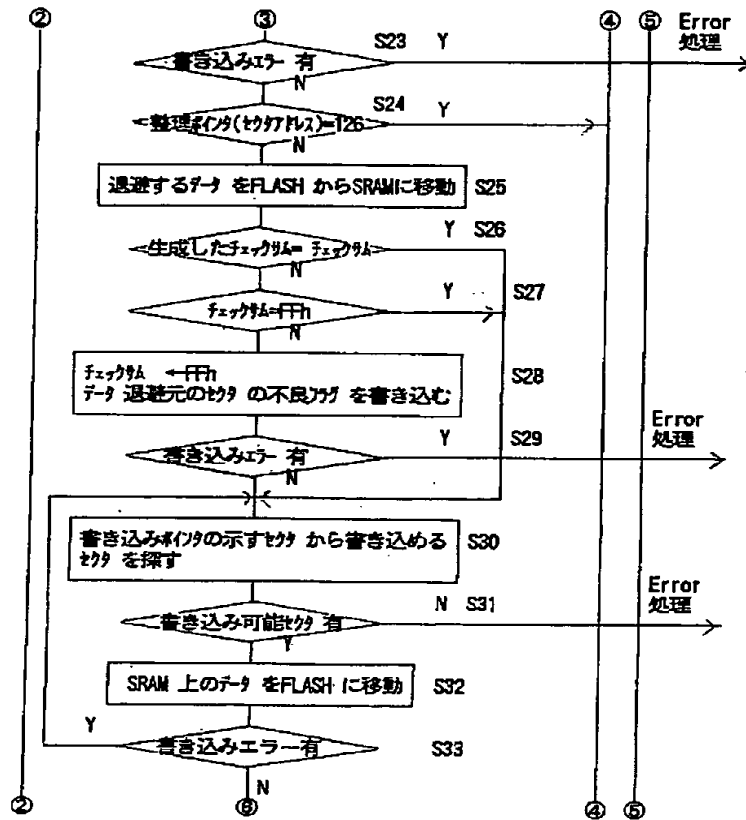 ② ③ ④ ⑤ Error
処理
S23 Y
書き込みエラー 有
N
S24 Y
整理ポインタ(セクタアドレス)=126
N
退避するデータ をFLASH からSRAMに移動 S25
Y S26
生成したチェックサム= チェックサム
N
Y S27
チェックサム=FFh
N
チェックサム ←FFh
データ 退避元のセクタ の不良フラグ を書き込む
S28
Error
処理
Y S29
書き込みエラー 有
N
書き込みポインタの示すセクタ から書き込める
セクタ を探す
S30
Error
処理
N S31
書き込み可能セクタ 有
Y
SRAM 上のデータ をFLASH に移動 S32
Y
書き込みエラー有 S33
N
② ⑥ ④ ⑤